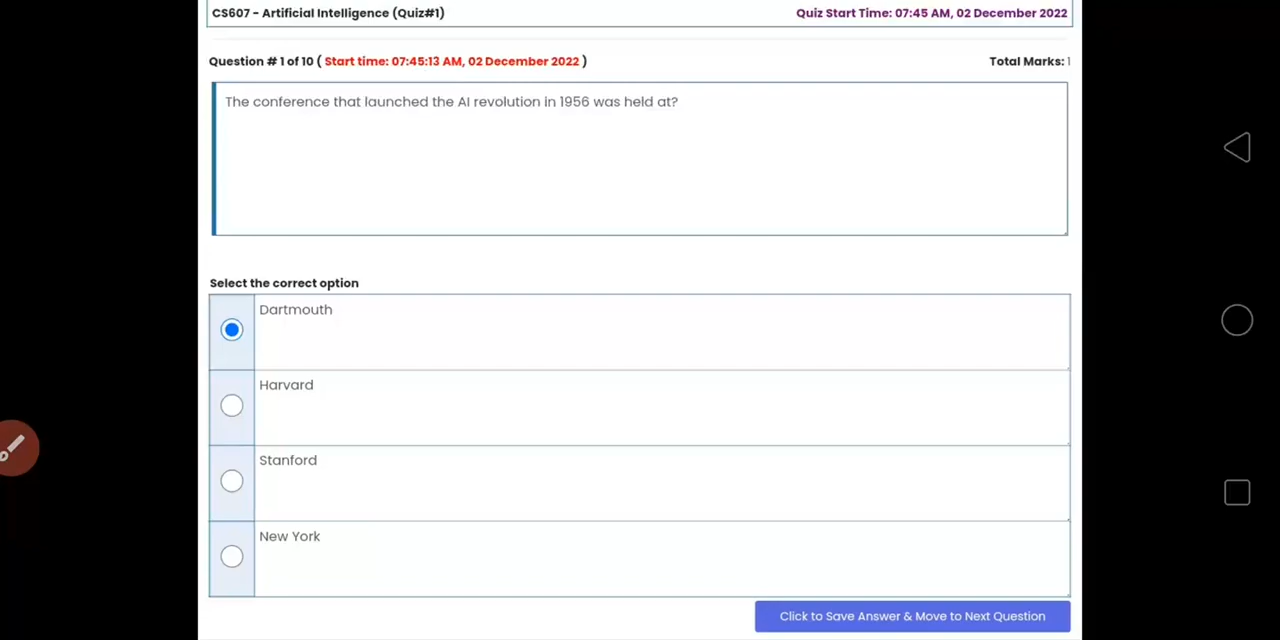 CS607 - Artificial Intelligence (Quiz#1) Quiz Start Time: 07:45 AM, 02 December 2022
Question # 1 of 10 ( Start time: 07:45:13 AM, 02 December 2022 ) Total Marks: 1
The conference that launched the AI revolution in 1956 was held at?
Select the correct option
Dartmouth
Harvard
Stanford
New York
Click to Save Answer & Move to Next Question